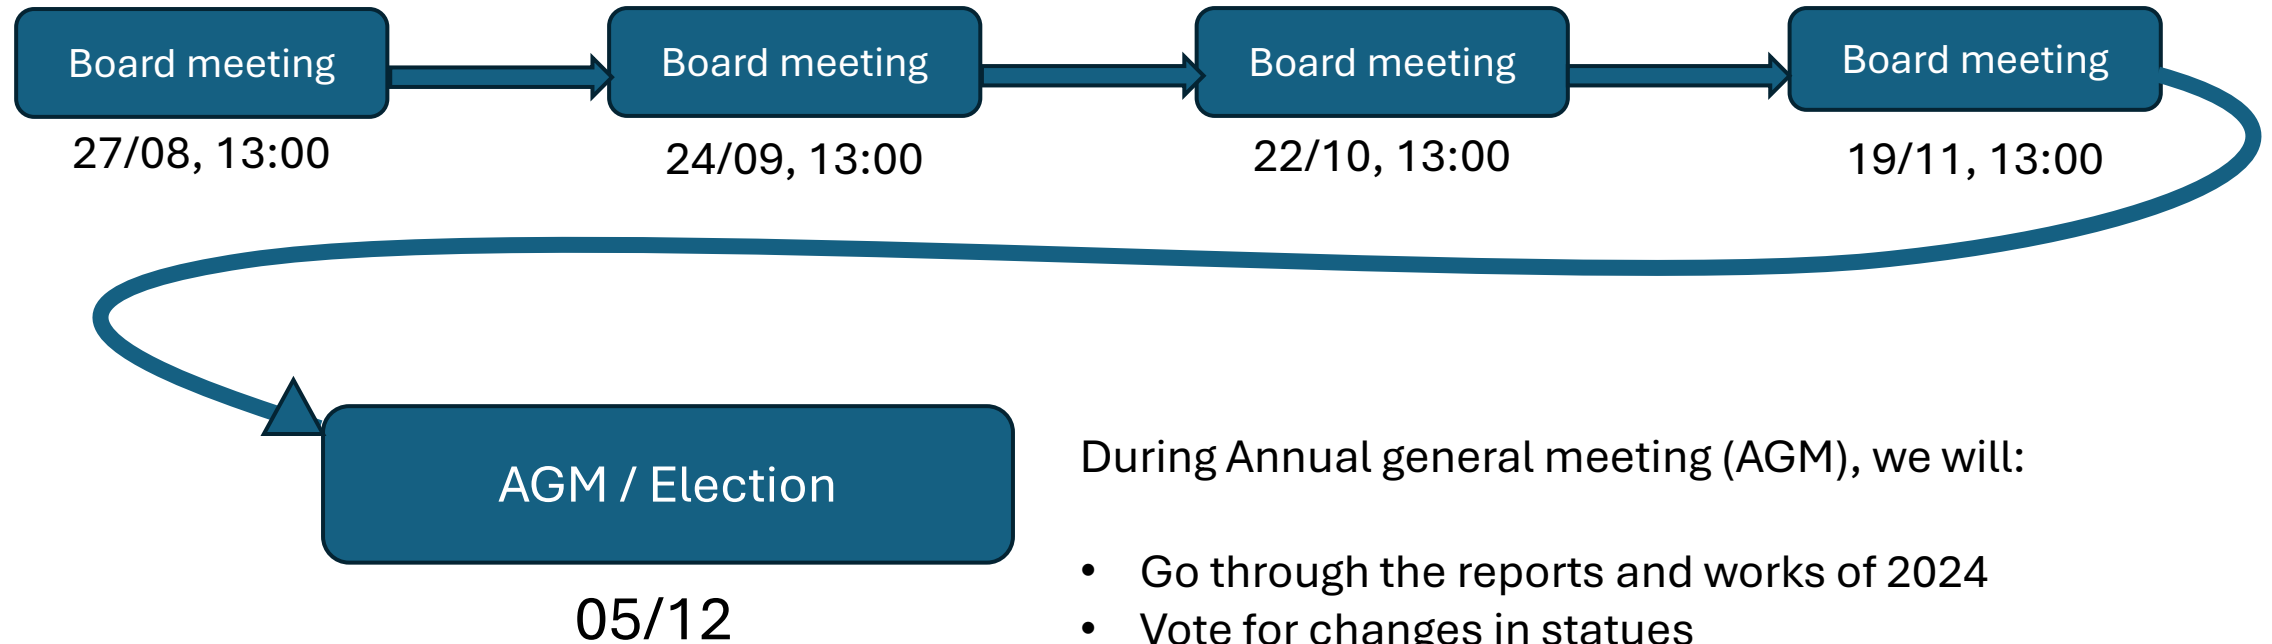 Board meeting
Board meeting
Board meeting
Board meeting
27/08, 13:00
24/09, 13:00
22/10, 13:00
19/11, 13:00
AGM / Election
05/12
During Annual general meeting (AGM), we will:
• Go through the reports and works of 2024
• Vote for changes in statues